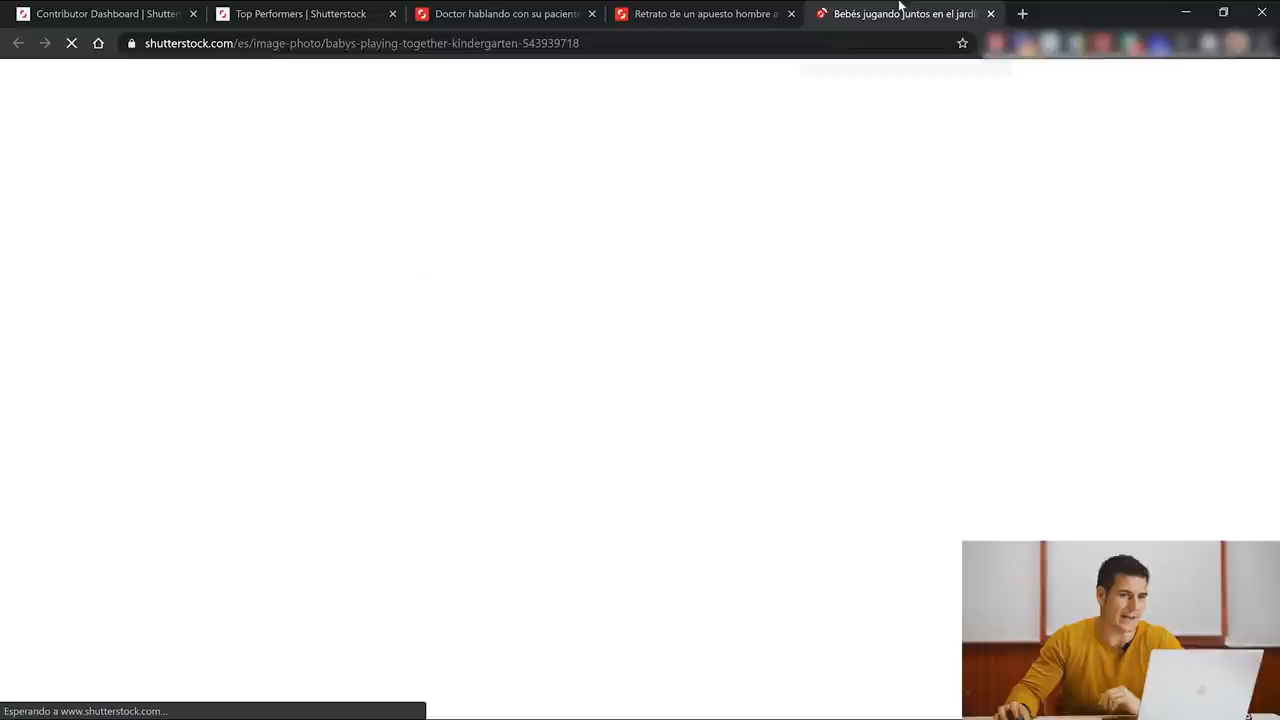 Contributor Dashboard | Shutter
Top Performers | Shutterstock
Doctor hablando con su paciente
Retrato de un apuesto hombre a
Bebés jugando juntos en el jardí
shutterstock.com/es/image-photo/babys-playing-together-kindergarten-543939718
Esperando a www.shutterstock.com...